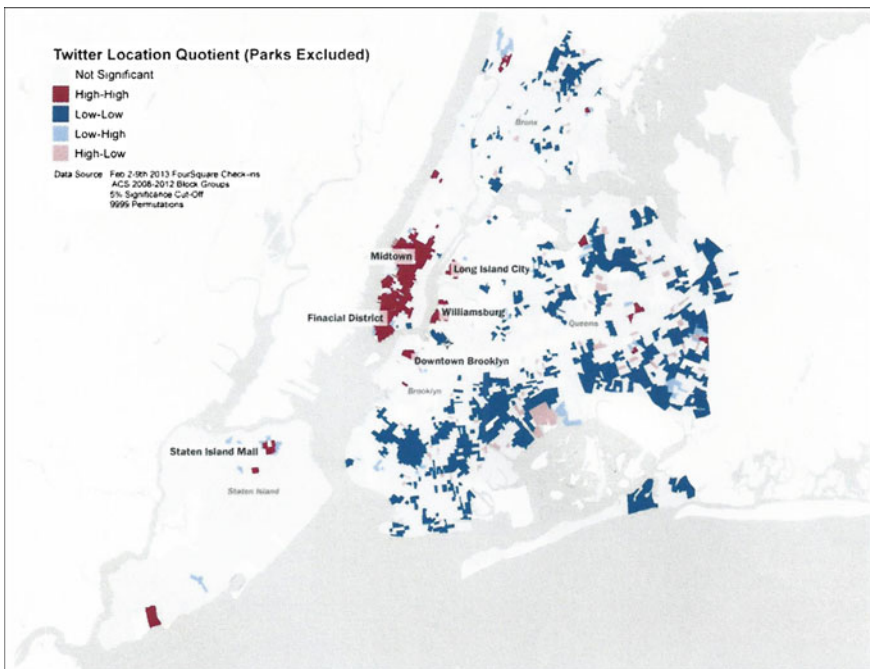 Twitter Location Quotient (Parks Excluded)
Not Significant
High-High
Low-Low
Low-High
High-Low
Data Source Feb 2-9th 2013 FourSquare Check-ins
ACS 2008-2012 Block Groups
5% Significance Cut-Off
9999 Permutations
Bronx
Midtown
Long Island City
Finacial District
Williamsburg
Queens
Downtown Brooklyn
Brooklyn
Staten Island Mall
Staten Island